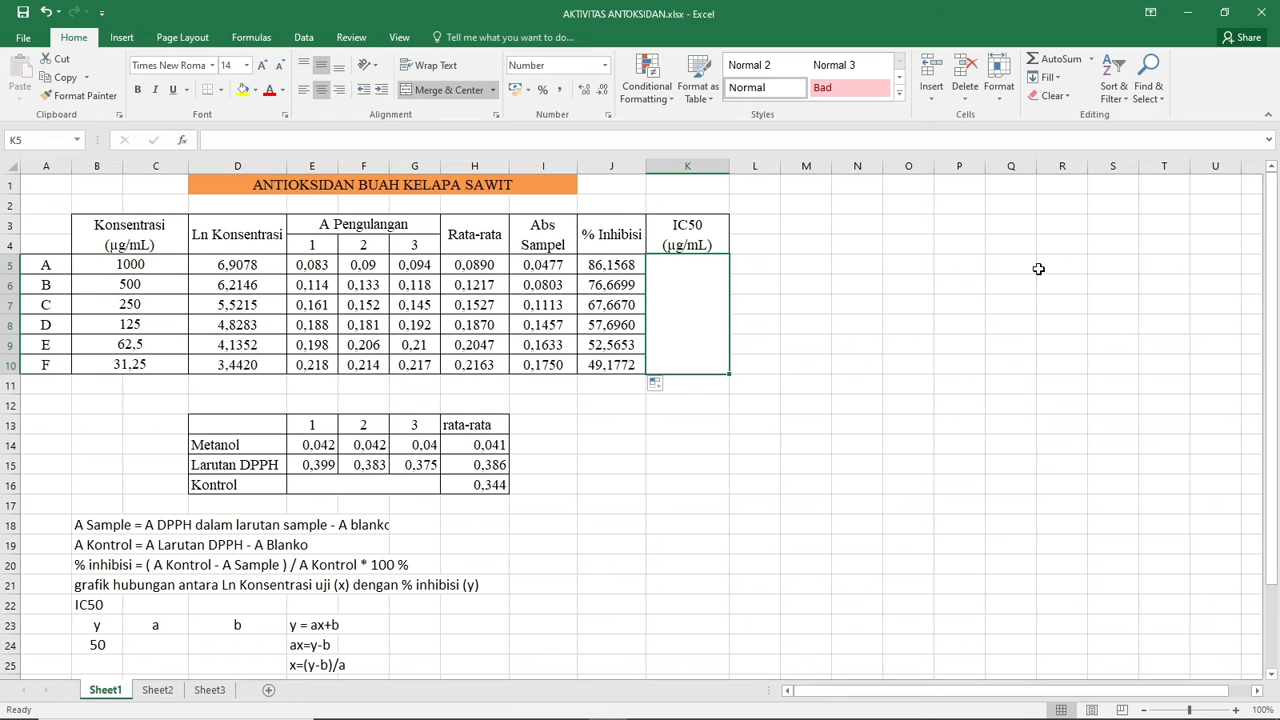 AKTIVITAS ANTOKSIDAN.xlsx - Excel
File Home Insert Page Layout Formulas Data Review View Tell me what you want to do... Share
Paste
Cut
Copy
Format Painter
Clipboard
Times New Roma 14
B I U
Font
Wrap Text
Merge & Center
Alignment
Number
%
Number
Conditional Formatting
Format as Table
Normal 2 Normal 3
Normal Bad
Styles
Insert Delete Format
Cells
AutoSum
Fill
Clear
Sort & Filter
Find & Select
Editing
K5 fx
A B C D E F G H I J K L M N O P Q R S T U
1 ANTIOKSIDAN BUAH KELAPA SAWIT
2
3 Konsentrasi Ln Konsentrasi A Pengulangan Rata-rata Abs % Inhibisi IC50
4 (µg/mL) 1 2 3 Sampel (µg/mL)
5 A 1000 6,9078 0,083 0,09 0,094 0,0890 0,0477 86,1568
6 B 500 6,2146 0,114 0,133 0,118 0,1217 0,0803 76,6699
7 C 250 5,5215 0,161 0,152 0,145 0,1527 0,1113 67,6670
8 D 125 4,8283 0,188 0,181 0,192 0,1870 0,1457 57,6960
9 E 62,5 4,1352 0,198 0,206 0,21 0,2047 0,1633 52,5653
10 F 31,25 3,4420 0,218 0,214 0,217 0,2163 0,1750 49,1772
11
12
13 1 2 3 rata-rata
14 Metanol 0,042 0,042 0,04 0,041
15 Larutan DPPH 0,399 0,383 0,375 0,386
16 Kontrol 0,344
17
18 A Sample = A DPPH dalam larutan sample - A blanko
19 A Kontrol = A Larutan DPPH - A Blanko
20 % inhibisi = ( A Kontrol - A Sample ) / A Kontrol * 100 %
21 grafik hubungan antara Ln Konsentrasi uji (x) dengan % inhibisi (y)
22 IC50
23 y a b y = ax+b
24 50 ax=y-b
25 x=(y-b)/a
Sheet1 Sheet2 Sheet3
Ready 100%